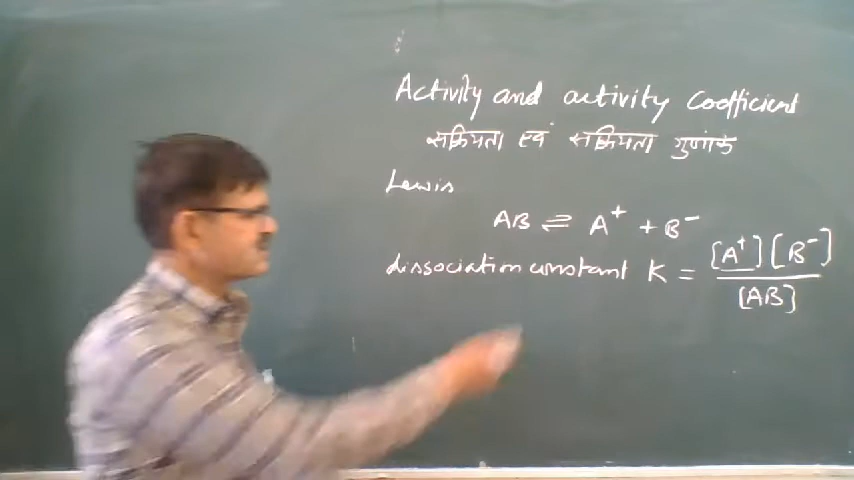 Activity and activity Coefficient
सक्रियता एवं सक्रियता गुणांक
Lewis
AB ⇌ A⁺ + B⁻
dissociation constant K = [A⁺][B⁻] / [AB]